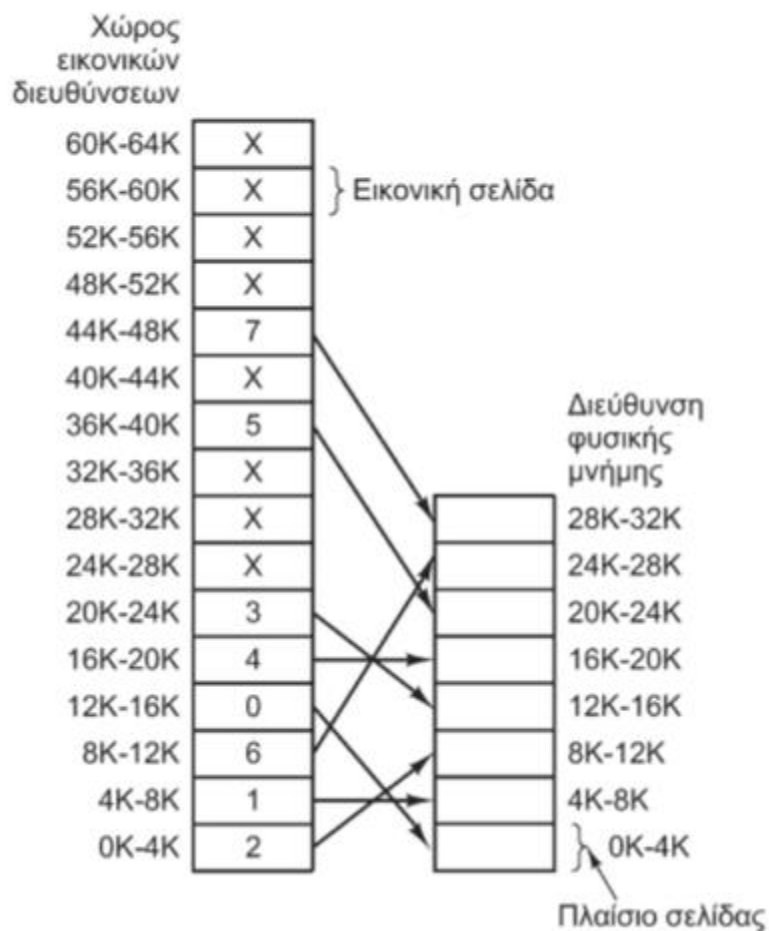 Χώρος
εικονικών
διευθύνσεων
60K-64K X
56K-60K X } Εικονική σελίδα
52K-56K X
48K-52K X
44K-48K 7
40K-44K X
36K-40K 5
32K-36K X
28K-32K X
24K-28K X
20K-24K 3
16K-20K 4
12K-16K 0
8K-12K 6
4K-8K 1
0K-4K 2
Διεύθυνση
φυσικής
μνήμης
28K-32K
24K-28K
20K-24K
16K-20K
12K-16K
8K-12K
4K-8K
0K-4K
Πλαίσιο σελίδας